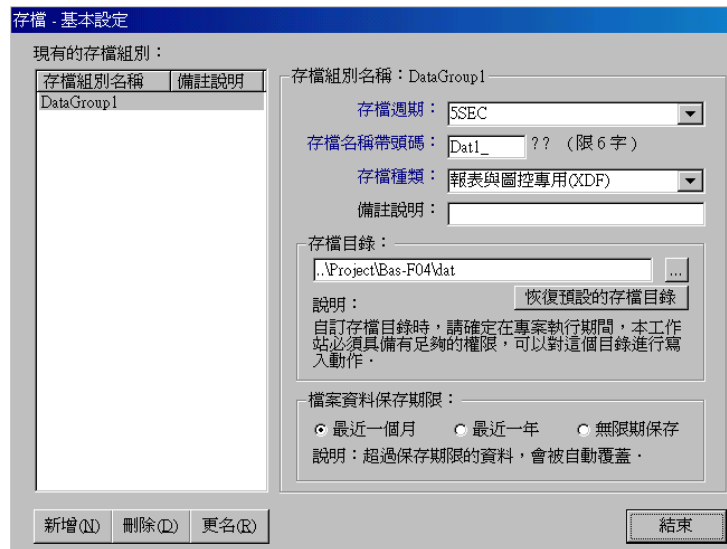 存檔 - 基本設定
現有的存檔組別：
存檔組別名稱 備註說明
DataGroup1
存檔組別名稱：DataGroup1
存檔週期： 5SEC
存檔名稱帶頭碼： Dat1_ ?? (限6字)
存檔種類： 報表與圖控專用(XDF)
備註說明：
存檔目錄：
..\Project\Bas-F04\dat ...
說明： 恢復預設的存檔目錄
自訂存檔目錄時，請確定在專案執行期間，本工作
站必須具備有足夠的權限，可以對這個目錄進行寫
入動作．
檔案資料保存期限：
最近一個月 最近一年 無限期保存
說明：超過保存期限的資料，會被自動覆蓋．
新增(N) 刪除(D) 更名(R) 結束